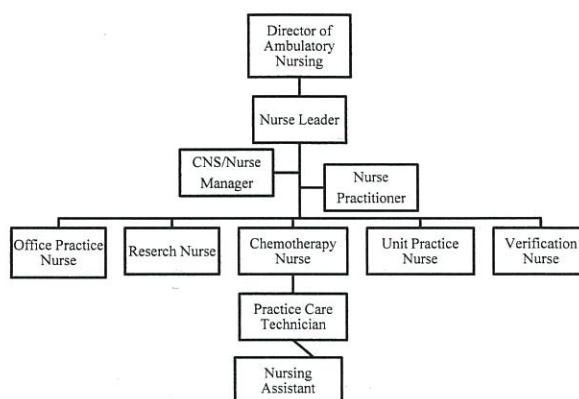 Director of
Ambulatory
Nursing
Nurse Leader
CNS/Nurse
Manager
Nurse
Practitioner
Office Practice
Nurse
Reserch Nurse
Chemotherapy
Nurse
Unit Practice
Nurse
Verification
Nurse
Practice Care
Technician
Nursing
Assistant